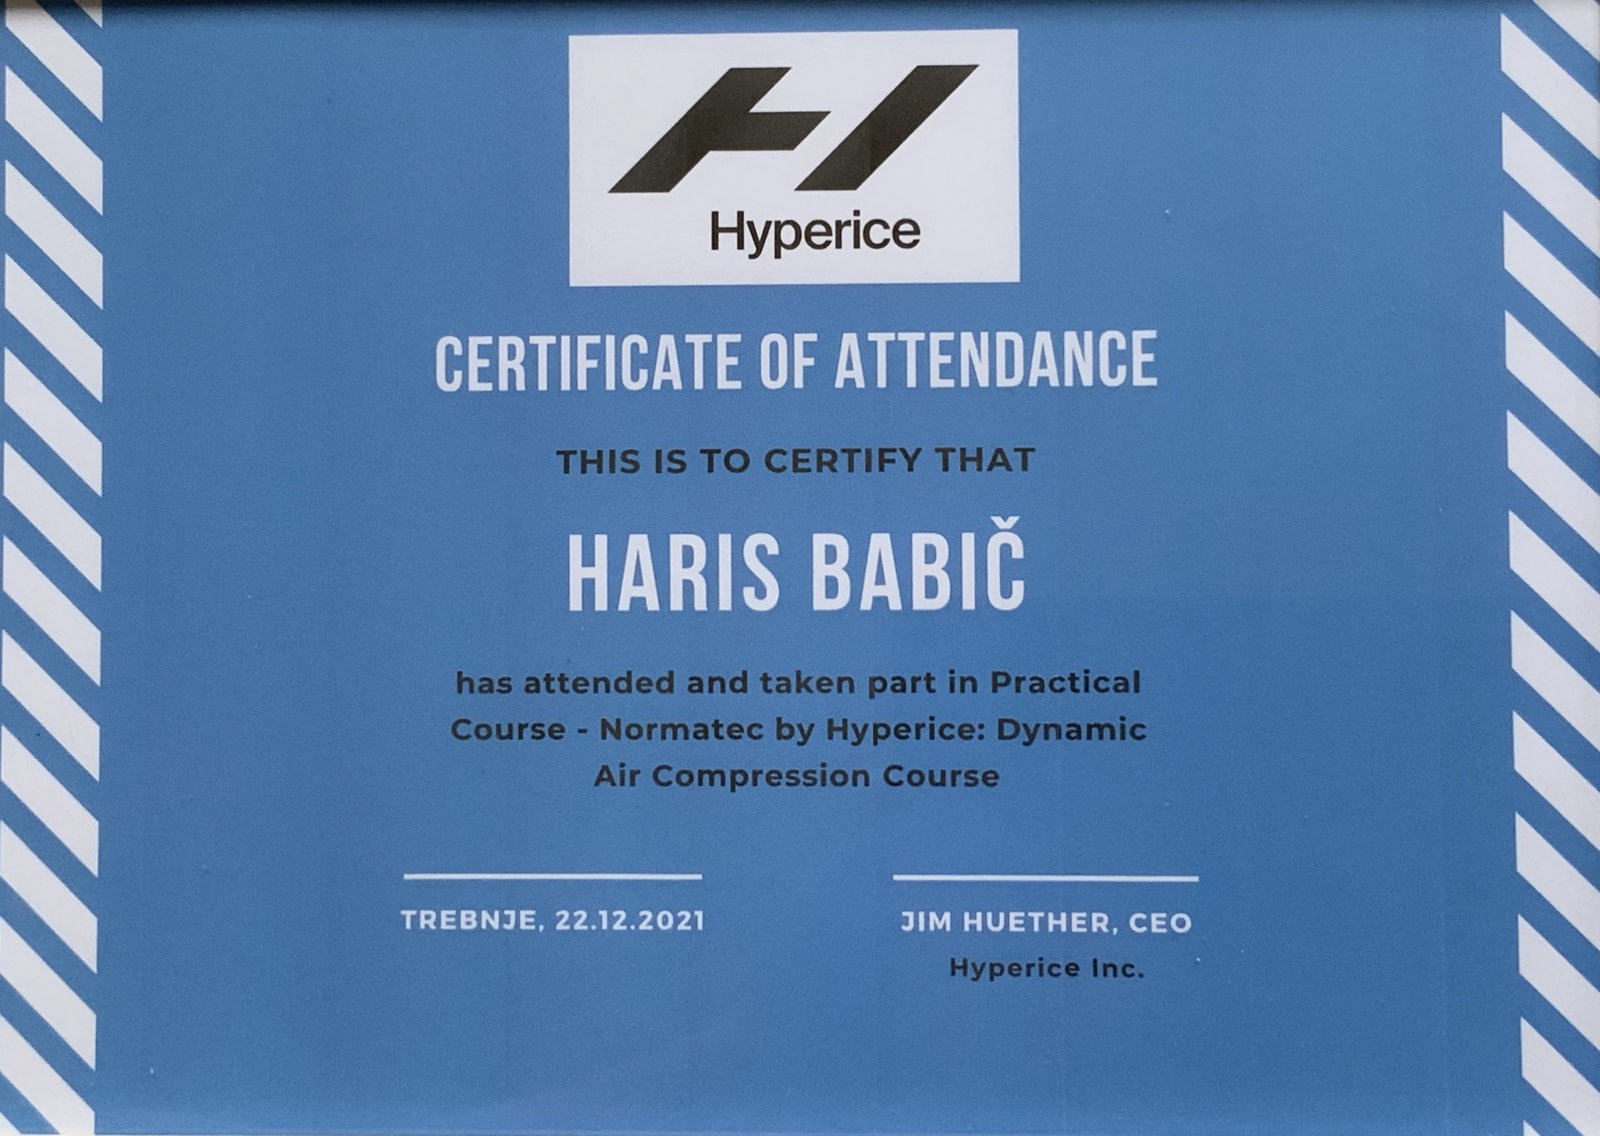 Hyperice
CERTIFICATE OF ATTENDANCE
THIS IS TO CERTIFY THAT
HARIS BABIČ
has attended and taken part in Practical
Course - Normatec by Hyperice: Dynamic
Air Compression Course
TREBNJE, 22.12.2021
JIM HUETHER, CEO
Hyperice Inc.